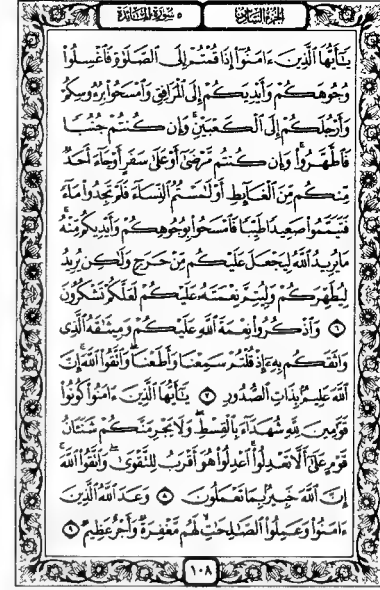 الجزء السادس ٥ سورة المائدة
يَٰٓأَيُّهَا ٱلَّذِينَ ءَامَنُوٓاْ إِذَا قُمۡتُمۡ إِلَى ٱلصَّلَوٰةِ فَٱغۡسِلُواْ
وُجُوهَكُمۡ وَأَيۡدِيَكُمۡ إِلَى ٱلۡمَرَافِقِ وَٱمۡسَحُواْ بِرُءُوسِكُمۡ
وَأَرۡجُلَكُمۡ إِلَى ٱلۡكَعۡبَيۡنِۚ وَإِن كُنتُمۡ جُنُبٗا
فَٱطَّهَّرُواْۚ وَإِن كُنتُم مَّرۡضَىٰٓ أَوۡ عَلَىٰ سَفَرٍ أَوۡ جَآءَ أَحَدٞ
مِّنكُم مِّنَ ٱلۡغَآئِطِ أَوۡ لَٰمَسۡتُمُ ٱلنِّسَآءَ فَلَمۡ تَجِدُواْ مَآءٗ
فَتَيَمَّمُواْ صَعِيدٗا طَيِّبٗا فَٱمۡسَحُواْ بِوُجُوهِكُمۡ وَأَيۡدِيكُم مِّنۡهُۚ
مَا يُرِيدُ ٱللَّهُ لِيَجۡعَلَ عَلَيۡكُم مِّنۡ حَرَجٖ وَلَٰكِن يُرِيدُ
لِيُطَهِّرَكُمۡ وَلِيُتِمَّ نِعۡمَتَهُۥ عَلَيۡكُمۡ لَعَلَّكُمۡ تَشۡكُرُونَ
٦ وَٱذۡكُرُواْ نِعۡمَةَ ٱللَّهِ عَلَيۡكُمۡ وَمِيثَٰقَهُ ٱلَّذِي
وَاثَقَكُم بِهِۦٓ إِذۡ قُلۡتُمۡ سَمِعۡنَا وَأَطَعۡنَاۖ وَٱتَّقُواْ ٱللَّهَۚ إِنَّ
ٱللَّهَ عَلِيمُۢ بِذَاتِ ٱلصُّدُورِ ٧ يَٰٓأَيُّهَا ٱلَّذِينَ ءَامَنُواْ كُونُواْ
قَوَّٰمِينَ لِلَّهِ شُهَدَآءَ بِٱلۡقِسۡطِۖ وَلَا يَجۡرِمَنَّكُمۡ شَنَـَٔانُ
قَوۡمٍ عَلَىٰٓ أَلَّا تَعۡدِلُواْۚ ٱعۡدِلُواْ هُوَ أَقۡرَبُ لِلتَّقۡوَىٰۖ وَٱتَّقُواْ ٱللَّهَۚ
إِنَّ ٱللَّهَ خَبِيرُۢ بِمَا تَعۡمَلُونَ ٨ وَعَدَ ٱللَّهُ ٱلَّذِينَ
ءَامَنُواْ وَعَمِلُواْ ٱلصَّٰلِحَٰتِ لَهُم مَّغۡفِرَةٞ وَأَجۡرٌ عَظِيمٞ ٩
١٠٨